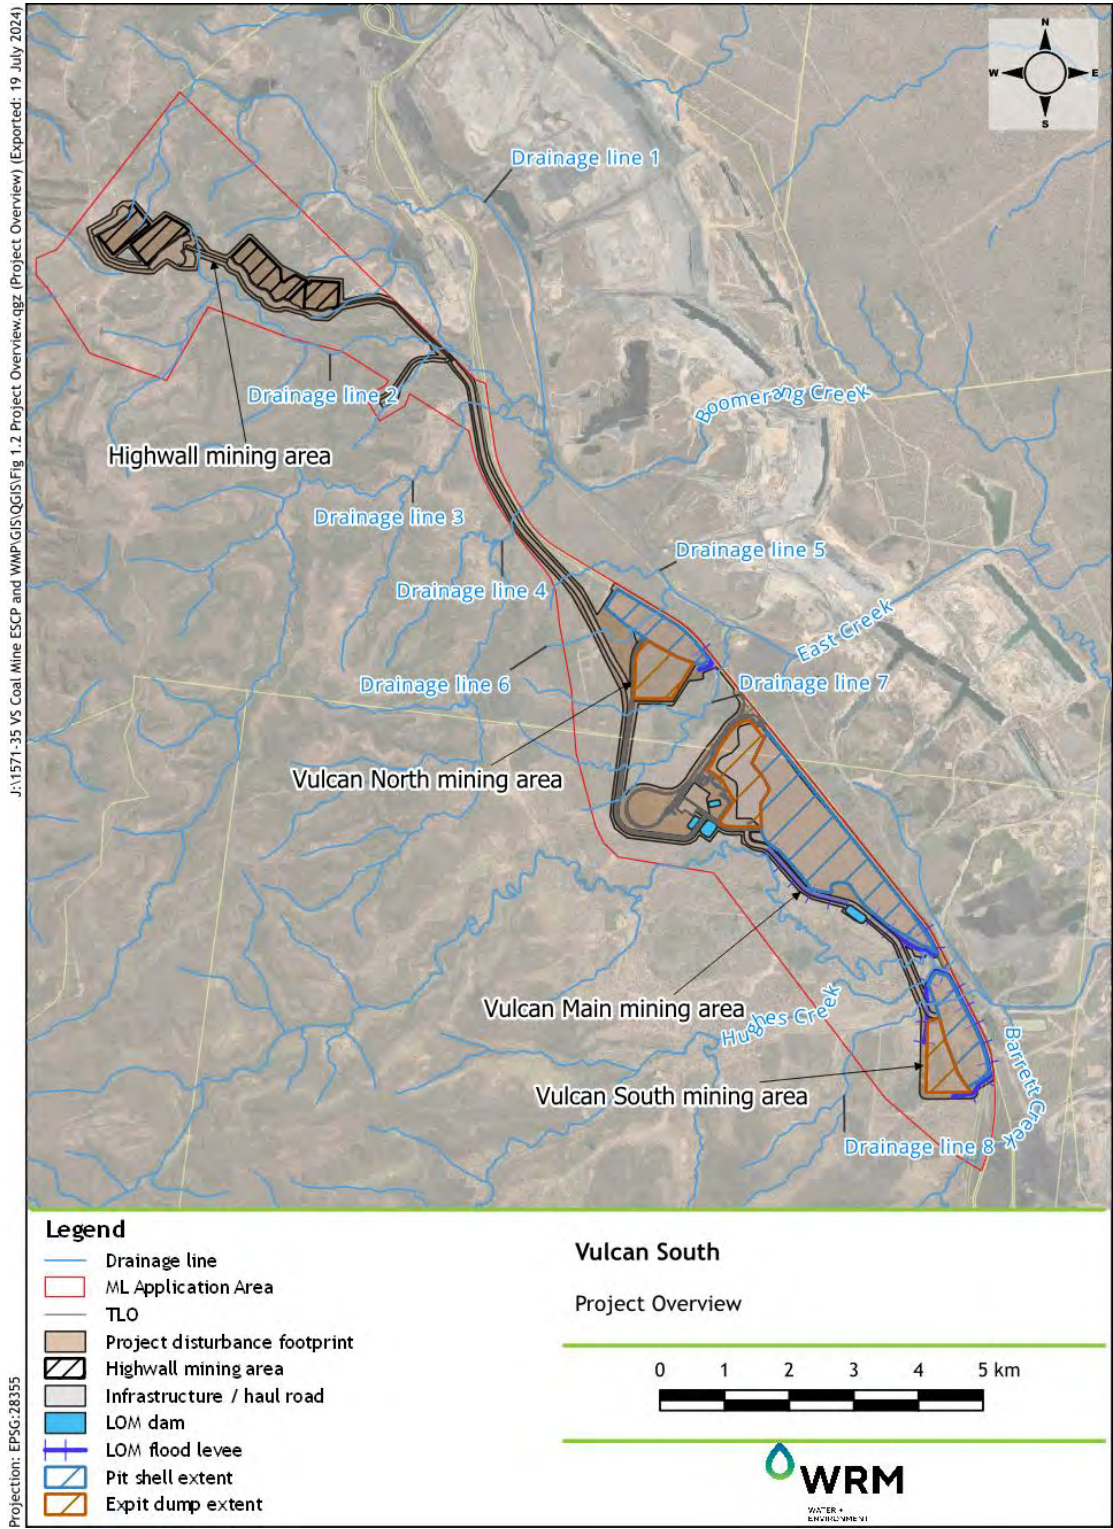 J:\1571-35 VS Coal Mine ESCP and WMP\GIS\QGIS\Fig 1.2 Project Overview.qgz (Project Overview) (Exported: 19 July 2024)
Projection: EPSG:28355
N
W
E
S
Drainage line 1
Drainage line 2
Boomerang Creek
Highwall mining area
Drainage line 3
Drainage line 5
Drainage line 4
East Creek
Drainage line 6
Drainage line 7
Vulcan North mining area
Vulcan Main mining area
Hughes Creek
Barrett Creek
Vulcan South mining area
Drainage line 8
Creek
Legend
Drainage line
ML Application Area
TLO
Project disturbance footprint
Highwall mining area
Infrastructure / haul road
LOM dam
LOM flood levee
Pit shell extent
Expit dump extent
Vulcan South
Project Overview
0 1 2 3 4 5 km
WRM
WATER +
ENVIRONMENT